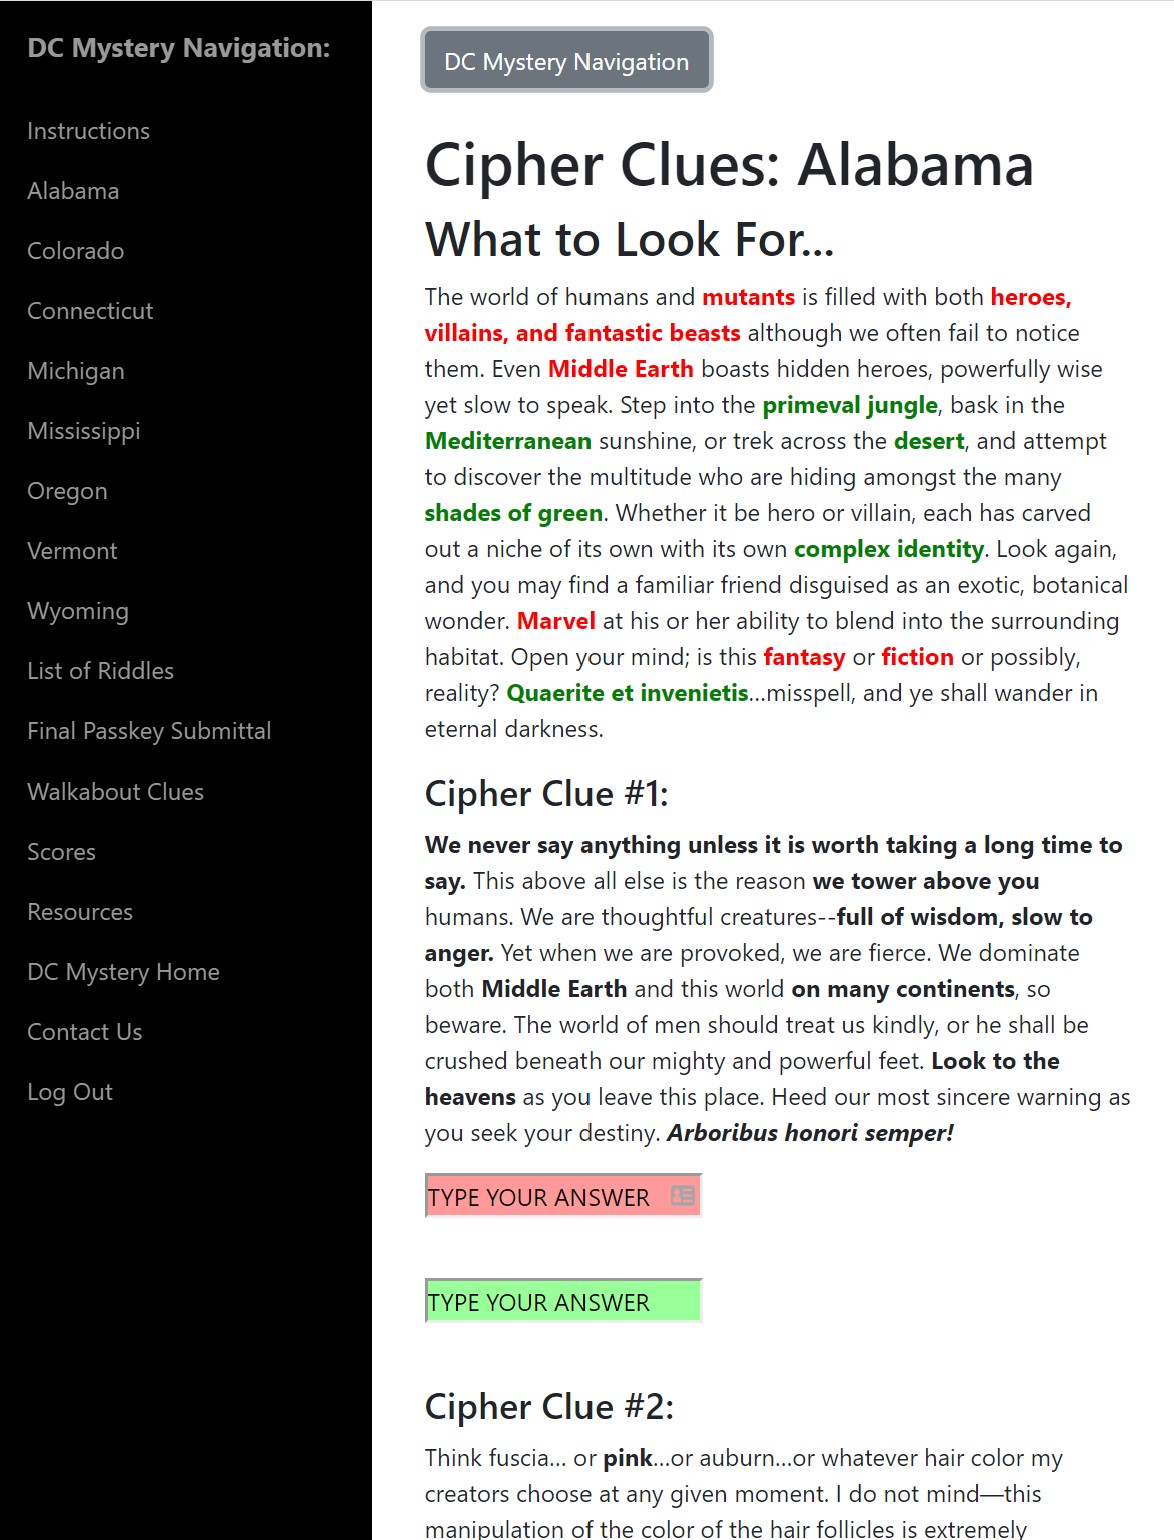 DC Mystery Navigation:
Instructions
Alabama
Colorado
Connecticut
Michigan
Mississippi
Oregon
Vermont
Wyoming
List of Riddles
Final Passkey Submittal
Walkabout Clues
Scores
Resources
DC Mystery Home
Contact Us
Log Out
DC Mystery Navigation
Cipher Clues: Alabama
What to Look For...
The world of humans and mutants is filled with both heroes,
villains, and fantastic beasts although we often fail to notice
them. Even Middle Earth boasts hidden heroes, powerfully wise
yet slow to speak. Step into the primeval jungle, bask in the
Mediterranean sunshine, or trek across the desert, and attempt
to discover the multitude who are hiding amongst the many
shades of green. Whether it be hero or villain, each has carved
out a niche of its own with its own complex identity. Look again,
and you may find a familiar friend disguised as an exotic, botanical
wonder. Marvel at his or her ability to blend into the surrounding
habitat. Open your mind; is this fantasy or fiction or possibly,
reality? Quaerite et invenietis...misspell, and ye shall wander in
eternal darkness.
Cipher Clue #1:
We never say anything unless it is worth taking a long time to
say. This above all else is the reason we tower above you
humans. We are thoughtful creatures--full of wisdom, slow to
anger. Yet when we are provoked, we are fierce. We dominate
both Middle Earth and this world on many continents, so
beware. The world of men should treat us kindly, or he shall be
crushed beneath our mighty and powerful feet. Look to the
heavens as you leave this place. Heed our most sincere warning as
you seek your destiny. Arboribus honori semper!
TYPE YOUR ANSWER
TYPE YOUR ANSWER
Cipher Clue #2:
Think fuscia... or pink...or auburn...or whatever hair color my
creators choose at any given moment. I do not mind—this
manipulation of the color of the hair follicles is extremely